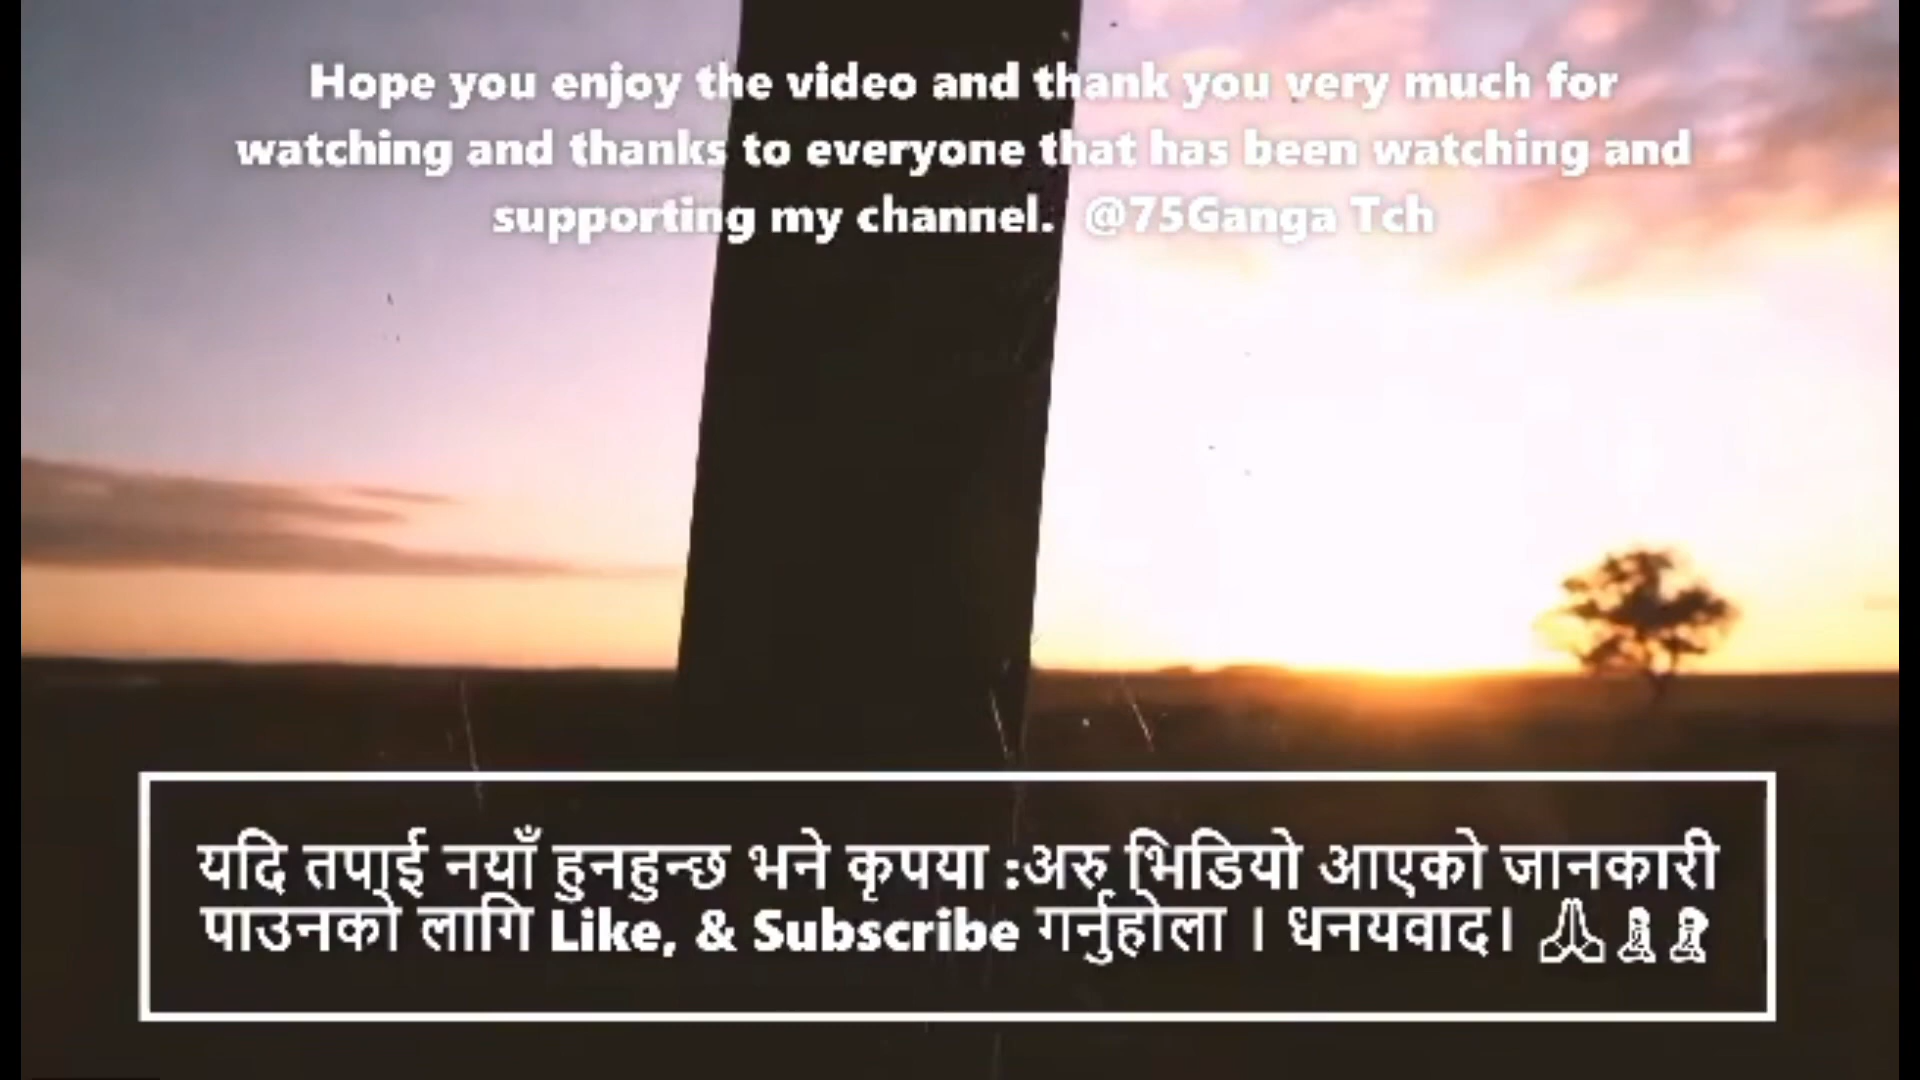 Hope you enjoy the video and thank you very much for
watching and thanks to everyone that has been watching and
supporting my channel. @75Ganga Tch
यदि तपाई नयाँ हुनहुन्छ भने कृपया :अरु भिडियो आएको जानकारी
पाउनको लागि Like, & Subscribe गर्नुहोला । धनयवाद। 🙏🧎🧎